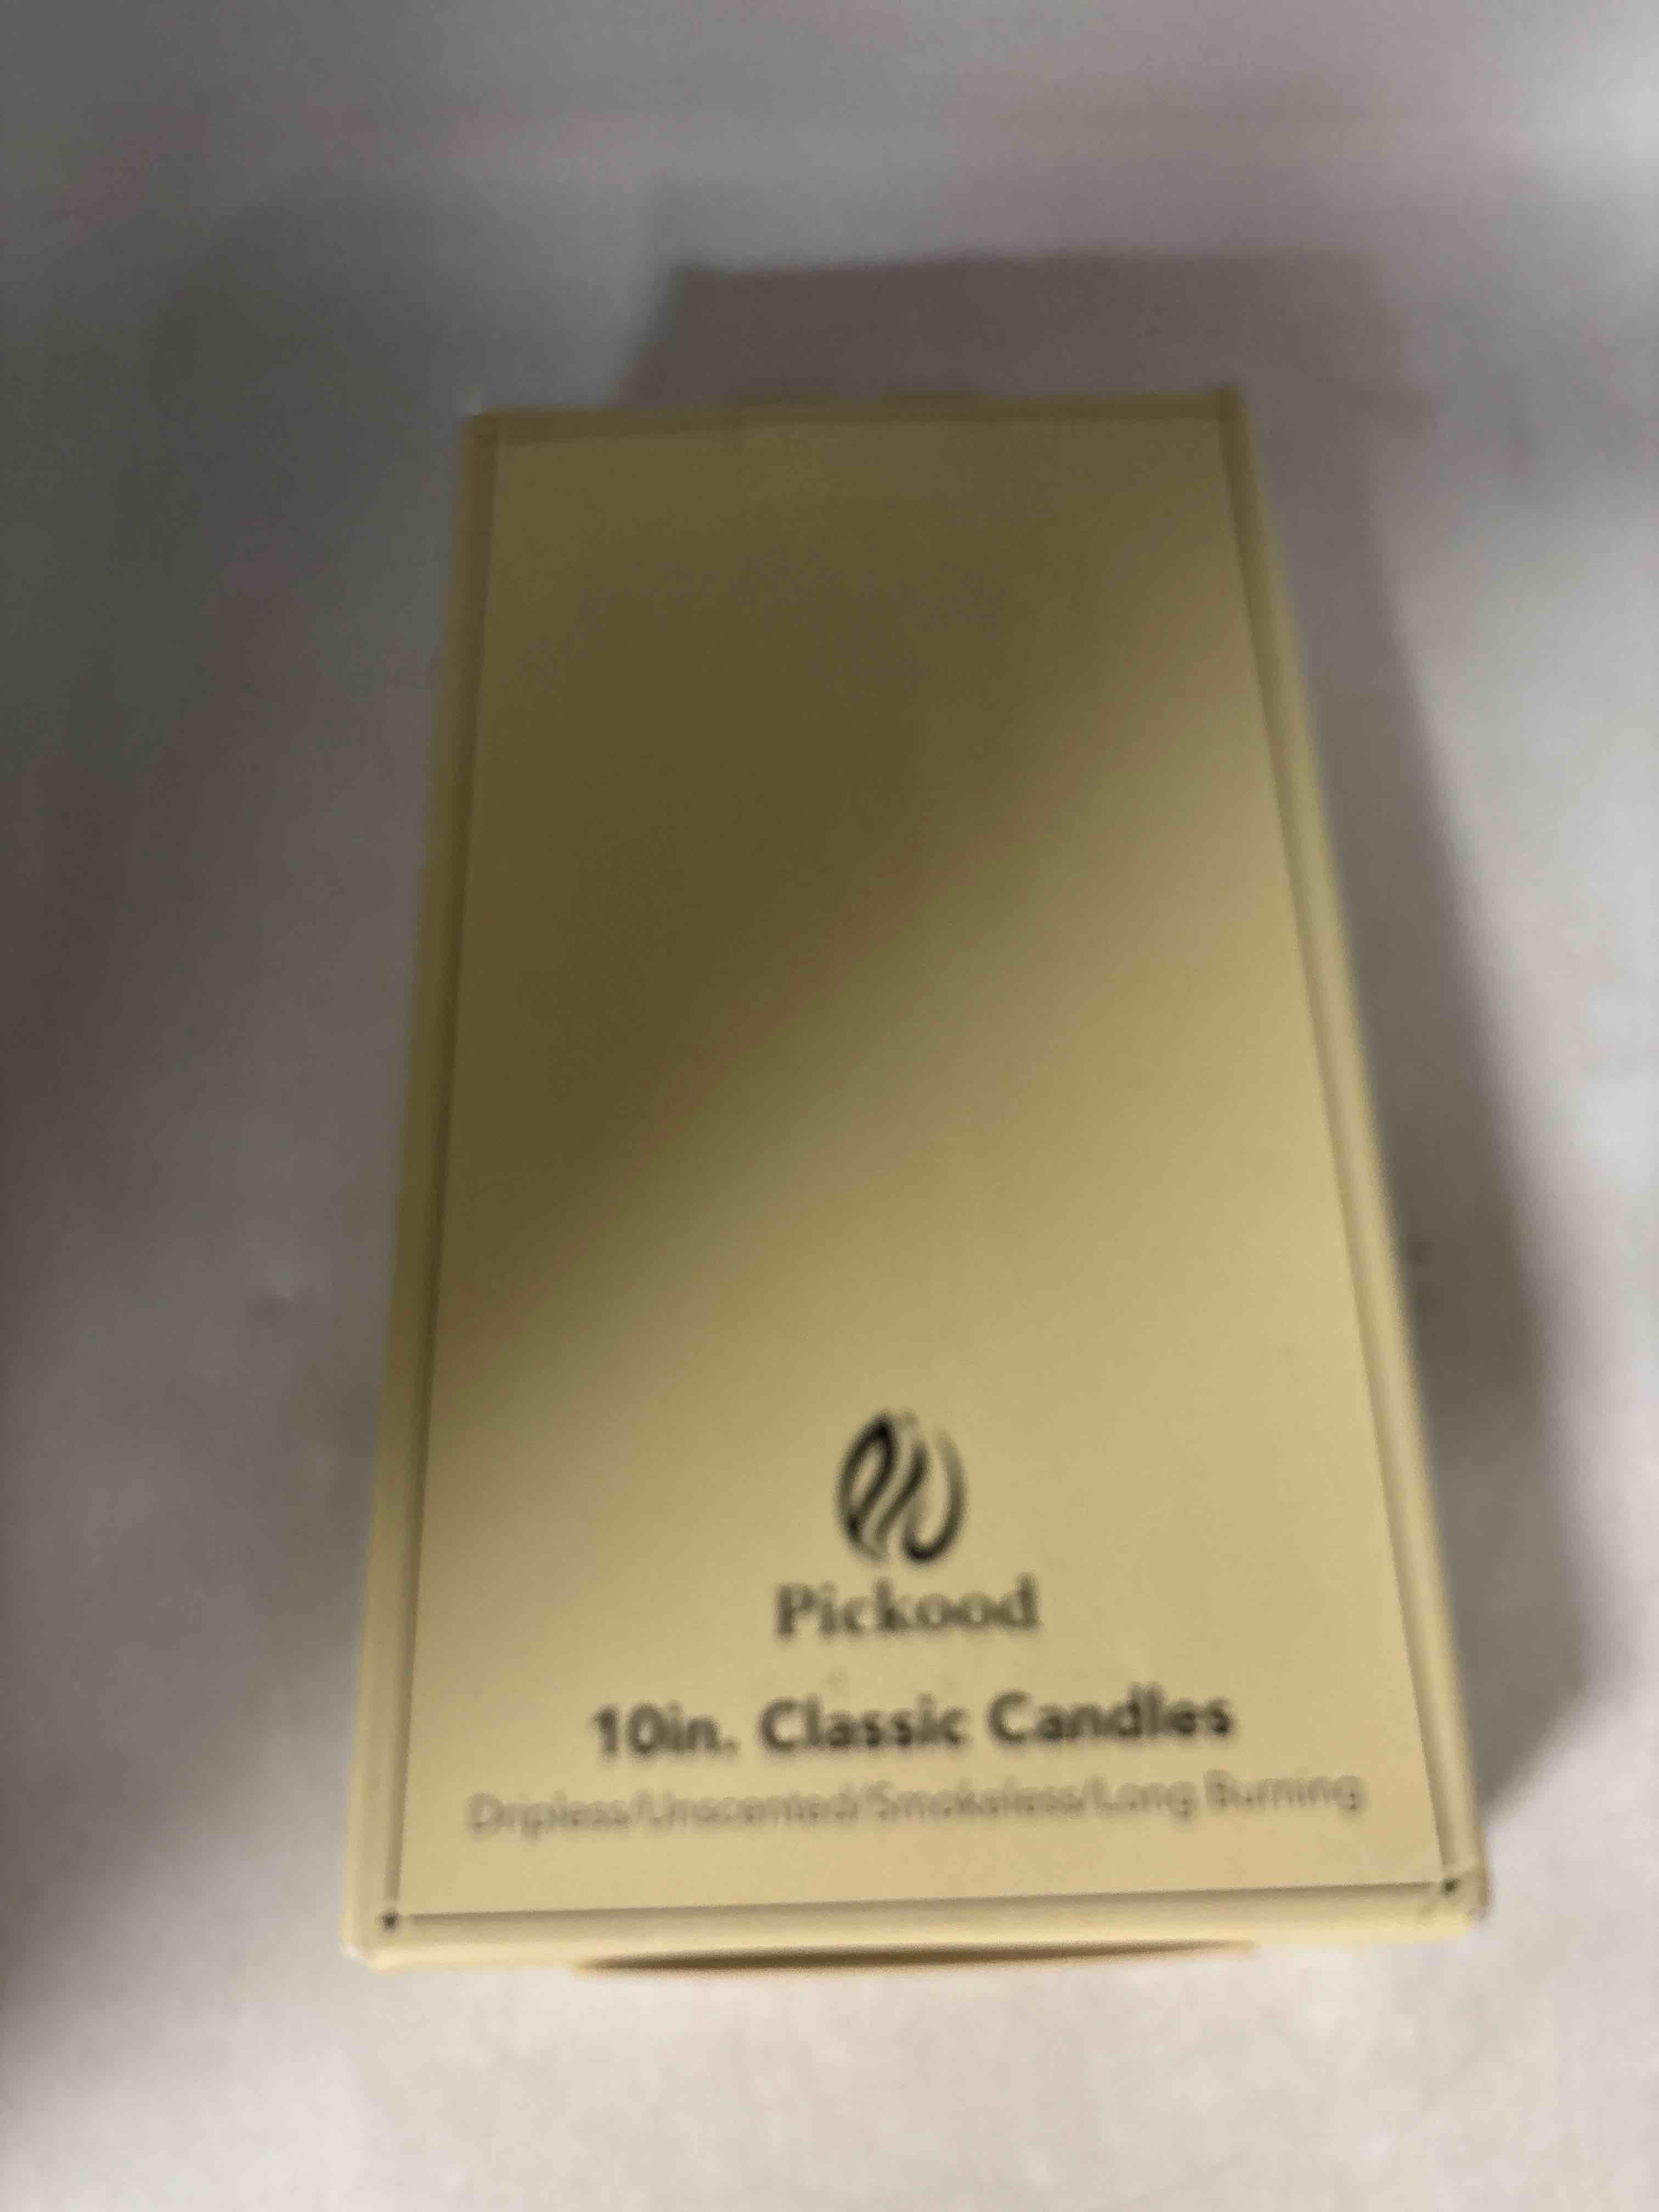 Pickood
10in. Classic Candles
Dripless/Unscented/Smokeless/Long Burning